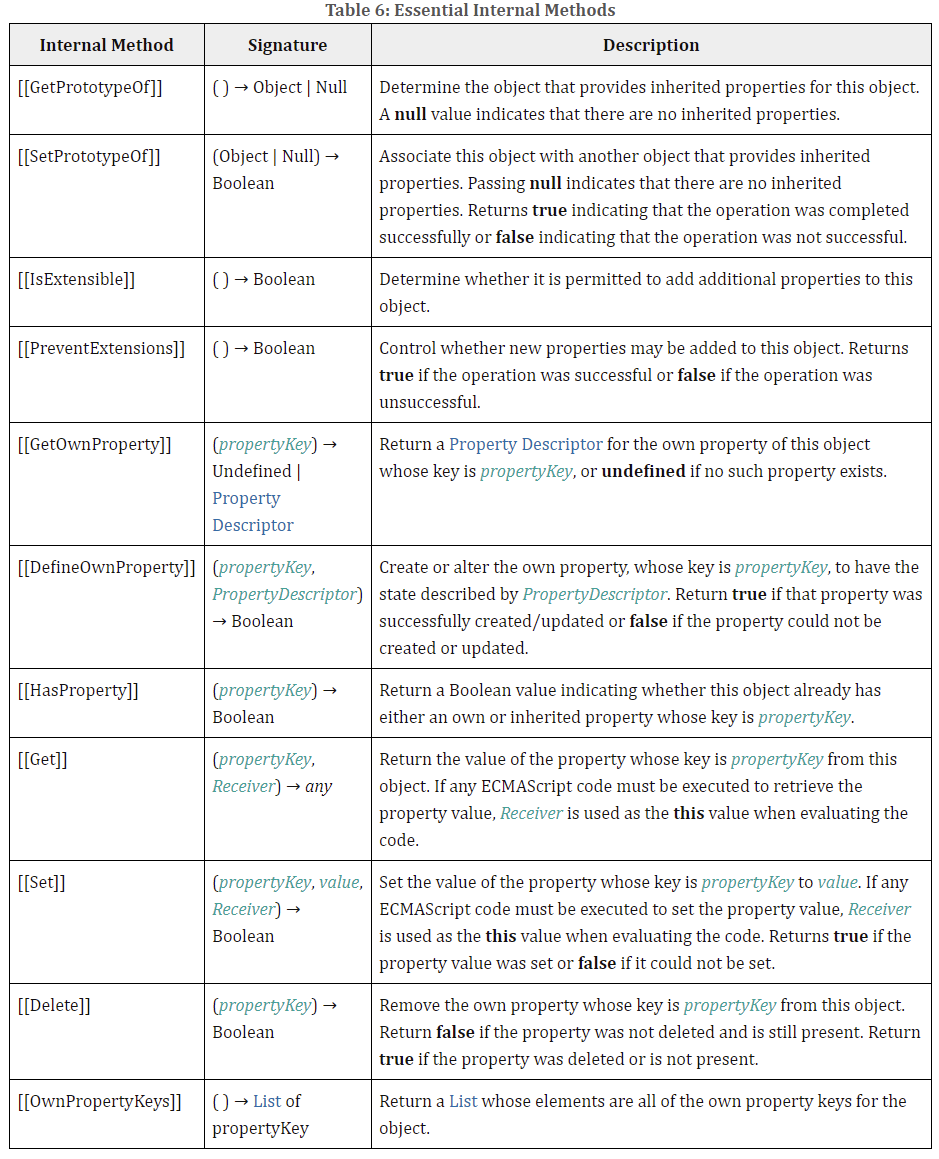 Table 6: Essential Internal Methods
Internal Method Signature Description
[[GetPrototypeOf]] ( ) → Object | Null Determine the object that provides inherited properties for this object.
A null value indicates that there are no inherited properties.
[[SetPrototypeOf]] (Object | Null) → Associate this object with another object that provides inherited
Boolean properties. Passing null indicates that there are no inherited
properties. Returns true indicating that the operation was completed
successfully or false indicating that the operation was not successful.
[[IsExtensible]] ( ) → Boolean Determine whether it is permitted to add additional properties to this
object.
[[PreventExtensions]] ( ) → Boolean Control whether new properties may be added to this object. Returns
true if the operation was successful or false if the operation was
unsuccessful.
[[GetOwnProperty]] (propertyKey) → Return a Property Descriptor for the own property of this object
Undefined | whose key is propertyKey, or undefined if no such property exists.
Property
Descriptor
[[DefineOwnProperty]] (propertyKey, Create or alter the own property, whose key is propertyKey, to have the
PropertyDescriptor) state described by PropertyDescriptor. Return true if that property was
→ Boolean successfully created/updated or false if the property could not be
created or updated.
[[HasProperty]] (propertyKey) → Return a Boolean value indicating whether this object already has
Boolean either an own or inherited property whose key is propertyKey.
[[Get]] (propertyKey, Return the value of the property whose key is propertyKey from this
Receiver) → any object. If any ECMAScript code must be executed to retrieve the
property value, Receiver is used as the this value when evaluating the
code.
[[Set]] (propertyKey, value, Set the value of the property whose key is propertyKey to value. If any
Receiver) → ECMAScript code must be executed to set the property value, Receiver
Boolean is used as the this value when evaluating the code. Returns true if the
property value was set or false if it could not be set.
[[Delete]] (propertyKey) → Remove the own property whose key is propertyKey from this object.
Boolean Return false if the property was not deleted and is still present. Return
true if the property was deleted or is not present.
[[OwnPropertyKeys]] ( ) → List of Return a List whose elements are all of the own property keys for the
propertyKey object.